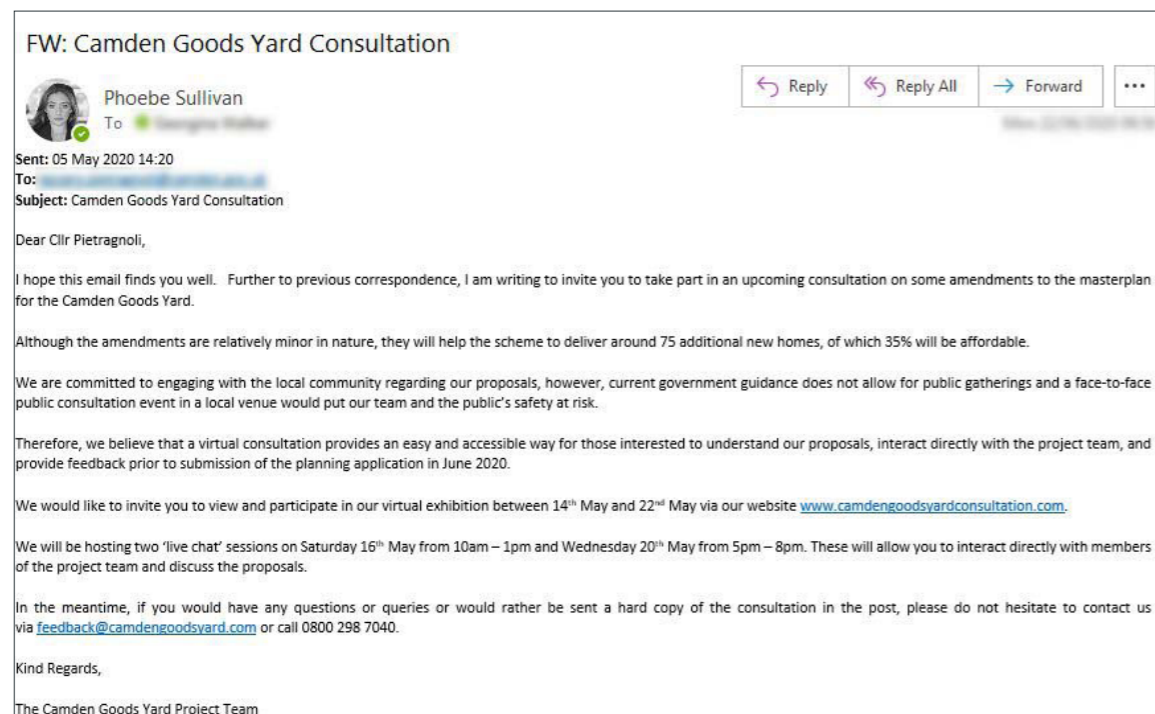 FW: Camden Goods Yard Consultation
Reply
Reply All
Forward
Phoebe Sullivan
To
Sent: 05 May 2020 14:20
To:
Subject: Camden Goods Yard Consultation
Dear Cllr Pietragnoli,
I hope this email finds you well. Further to previous correspondence, I am writing to invite you to take part in an upcoming consultation on some amendments to the masterplan
for the Camden Goods Yard.
Although the amendments are relatively minor in nature, they will help the scheme to deliver around 75 additional new homes, of which 35% will be affordable.
We are committed to engaging with the local community regarding our proposals, however, current government guidance does not allow for public gatherings and a face-to-face
public consultation event in a local venue would put our team and the public's safety at risk.
Therefore, we believe that a virtual consultation provides an easy and accessible way for those interested to understand our proposals, interact directly with the project team, and
provide feedback prior to submission of the planning application in June 2020.
We would like to invite you to view and participate in our virtual exhibition between 14th May and 22nd May via our website www.camdengoodsyardconsultation.com.
We will be hosting two 'live chat' sessions on Saturday 16th May from 10am – 1pm and Wednesday 20th May from 5pm – 8pm. These will allow you to interact directly with members
of the project team and discuss the proposals.
In the meantime, if you would have any questions or queries or would rather be sent a hard copy of the consultation in the post, please do not hesitate to contact us
via feedback@camdengoodsyard.com or call 0800 298 7040.
Kind Regards,
The Camden Goods Yard Project Team